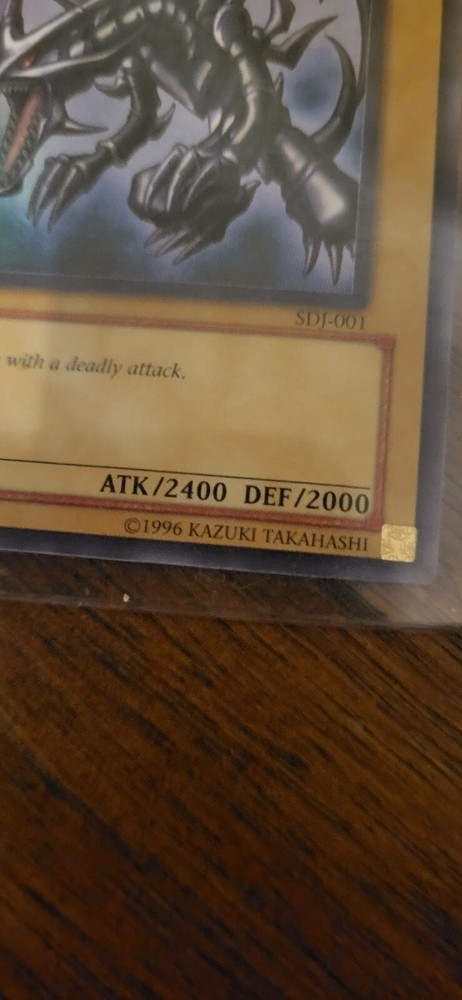 SDJ-001
with a deadly attack.
ATK/2400 DEF/2000
©1996 KAZUKI TAKAHASHI